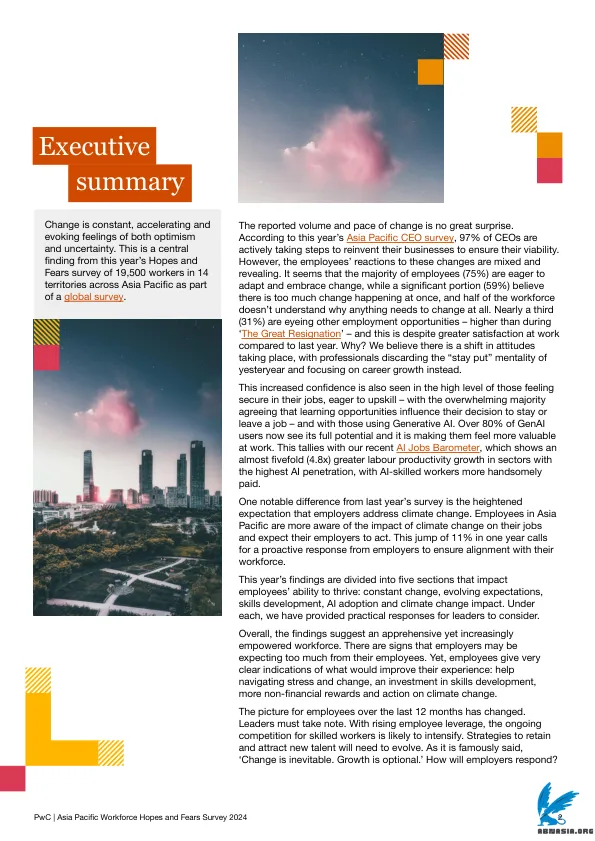 Executive
summary
Change is constant, accelerating and
evoking feelings of both optimism
and uncertainty. This is a central
finding from this year's Hopes and
Fears survey of 19,500 workers in 14
territories across Asia Pacific as part
of a global survey.
The reported volume and pace of change is no great surprise.
According to this year's Asia Pacific CEO survey, 97% of CEOs are
actively taking steps to reinvent their businesses to ensure their viability.
However, the employees' reactions to these changes are mixed and
revealing. It seems that the majority of employees (75%) are eager to
adapt and embrace change, while a significant portion (59%) believe
there is too much change happening at once, and half of the workforce
doesn't understand why anything needs to change at all. Nearly a third
(31%) are eyeing other employment opportunities – higher than during
'The Great Resignation' – and this is despite greater satisfaction at work
compared to last year. Why? We believe there is a shift in attitudes
taking place, with professionals discarding the "stay put" mentality of
yesteryear and focusing on career growth instead.
This increased confidence is also seen in the high level of those feeling
secure in their jobs, eager to upskill – with the overwhelming majority
agreeing that learning opportunities influence their decision to stay or
leave a job – and with those using Generative AI. Over 80% of GenAI
users now see its full potential and it is making them feel more valuable
at work. This tallies with our recent AI Jobs Barometer, which shows an
almost fivefold (4.8x) greater labour productivity growth in sectors with
the highest AI penetration, with AI-skilled workers more handsomely
paid.
One notable difference from last year's survey is the heightened
expectation that employers address climate change. Employees in Asia
Pacific are more aware of the impact of climate change on their jobs
and expect their employers to act. This jump of 11% in one year calls
for a proactive response from employers to ensure alignment with their
workforce.
This year's findings are divided into five sections that impact
employees' ability to thrive: constant change, evolving expectations,
skills development, AI adoption and climate change impact. Under
each, we have provided practical responses for leaders to consider.
Overall, the findings suggest an apprehensive yet increasingly
empowered workforce. There are signs that employers may be
expecting too much from their employees. Yet, employees give very
clear indications of what would improve their experience: help
navigating stress and change, an investment in skills development,
more non-financial rewards and action on climate change.
The picture for employees over the last 12 months has changed.
Leaders must take note. With rising employee leverage, the ongoing
competition for skilled workers is likely to intensify. Strategies to retain
and attract new talent will need to evolve. As it is famously said,
'Change is inevitable. Growth is optional.' How will employers respond?
PwC | Asia Pacific Workforce Hopes and Fears Survey 2024
2
ABNASIA.ORG